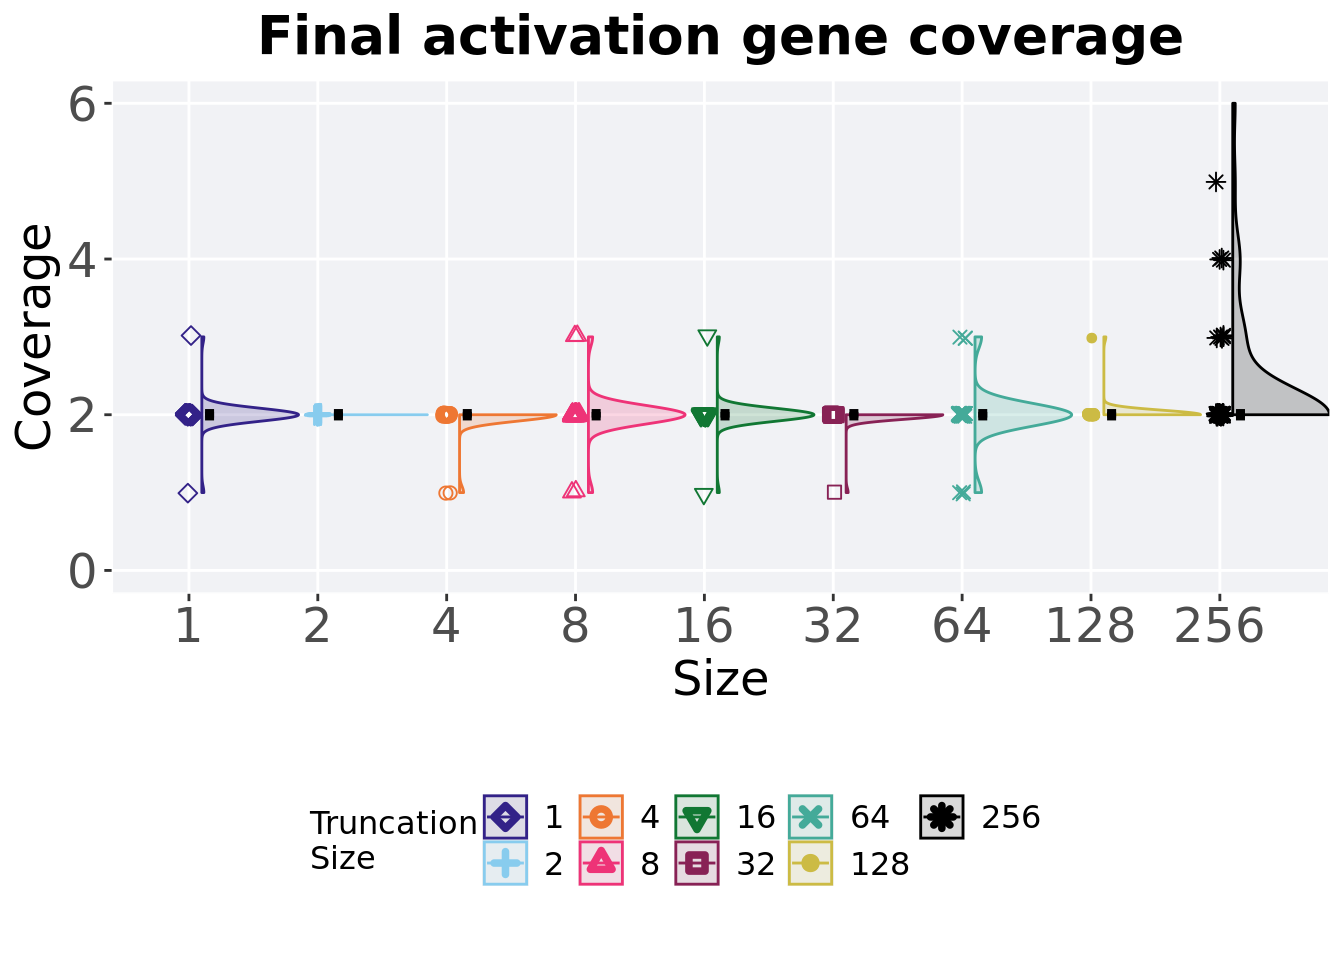 Final activation gene coverage
6
4
2
0
Coverage
1 2 4 8 16 32 64 128 256
Size
Truncation
Size
1 4 16 64 256
2 8 32 128